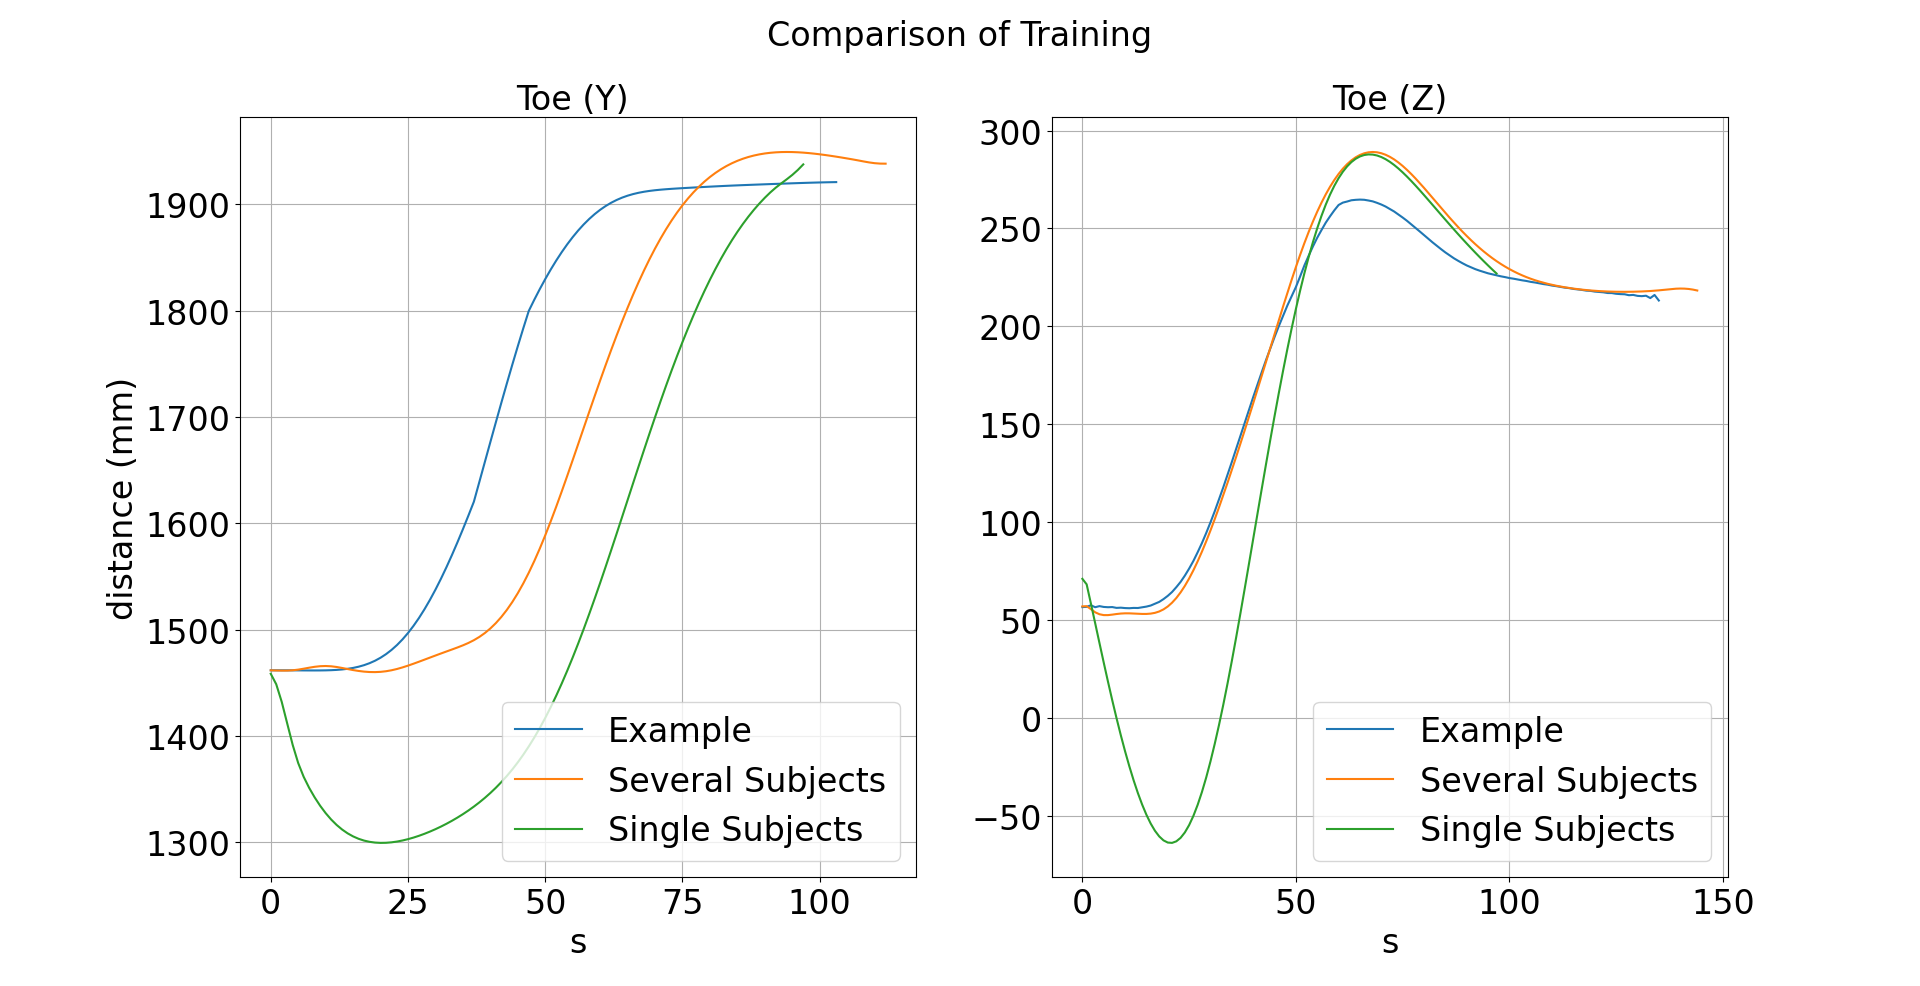 Comparison of Training
Toe (Y)
distance (mm)
1900
1800
1700
1600
1500
1400
1300
0 25 50 75 100
s
Example
Several Subjects
Single Subjects
Toe (Z)
300
250
200
150
100
50
0
−50
0 50 100 150
s
Example
Several Subjects
Single Subjects